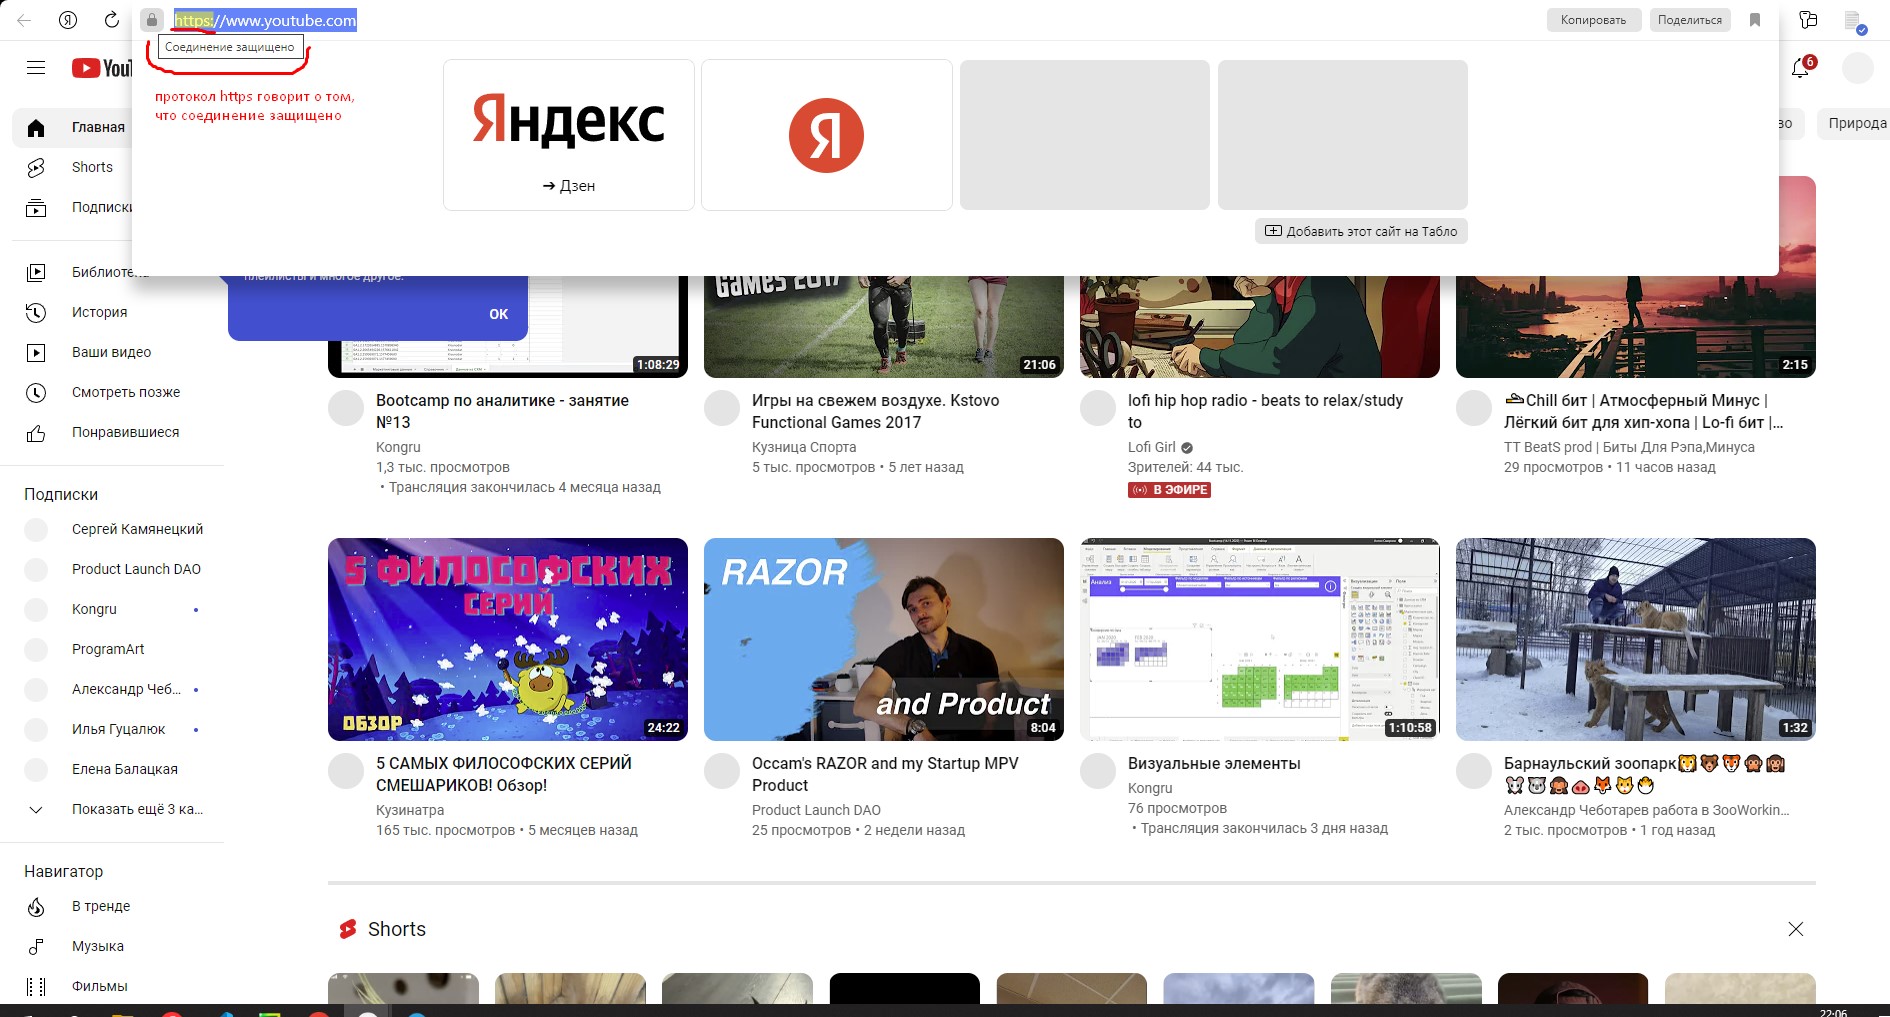 https://www.youtube.com
Копировать
Поделиться
Соединение защищено
протокол https говорит о том,
что соединение защищено
Яндекс
➔ Дзен
Я
Добавить этот сайт на Табло
6
Природа
Главная
Shorts
Подписки
Библиотека
История
Ваши видео
Смотреть позже
Понравившиеся
OK
1:08:29
Bootcamp по аналитике - занятие
№13
Kongru
1,3 тыс. просмотров
• Трансляция закончилась 4 месяца назад
GAMES 2017
21:06
Игры на свежем воздухе. Kstovo
Functional Games 2017
Кузница Спорта
5 тыс. просмотров • 5 лет назад
lofi hip hop radio - beats to relax/study
to
Lofi Girl
Зрителей: 44 тыс.
В ЭФИРЕ
2:15
Chill бит | Атмосферный Минус |
Лёгкий бит для хип-хопа | Lo-fi бит |...
TT BeatS prod | Биты Для Рэпа,Минуса
29 просмотров • 11 часов назад
Подписки
Сергей Камянецкий
Product Launch DAO
Kongru
ProgramArt
Александр Чеб...
Илья Гуцалюк
Елена Балацкая
Показать ещё 3 ка...
5 ФИЛОСОФСКИХ
СЕРИЙ
ОБЗОР
24:22
5 САМЫХ ФИЛОСОФСКИХ СЕРИЙ
СМЕШАРИКОВ! Обзор!
Кузинатра
165 тыс. просмотров • 5 месяцев назад
RAZOR
and Product
8:04
Occam's RAZOR and my Startup MPV
Product
Product Launch DAO
25 просмотров • 2 недели назад
Анализ
1:10:58
Визуальные элементы
Kongru
76 просмотров
• Трансляция закончилась 3 дня назад
1:32
Барнаульский зоопарк
Александр Чеботарев работа в ЗооWorkin...
2 тыс. просмотров • 1 год назад
Навигатор
В тренде
Музыка
Фильмы
Shorts
22:06